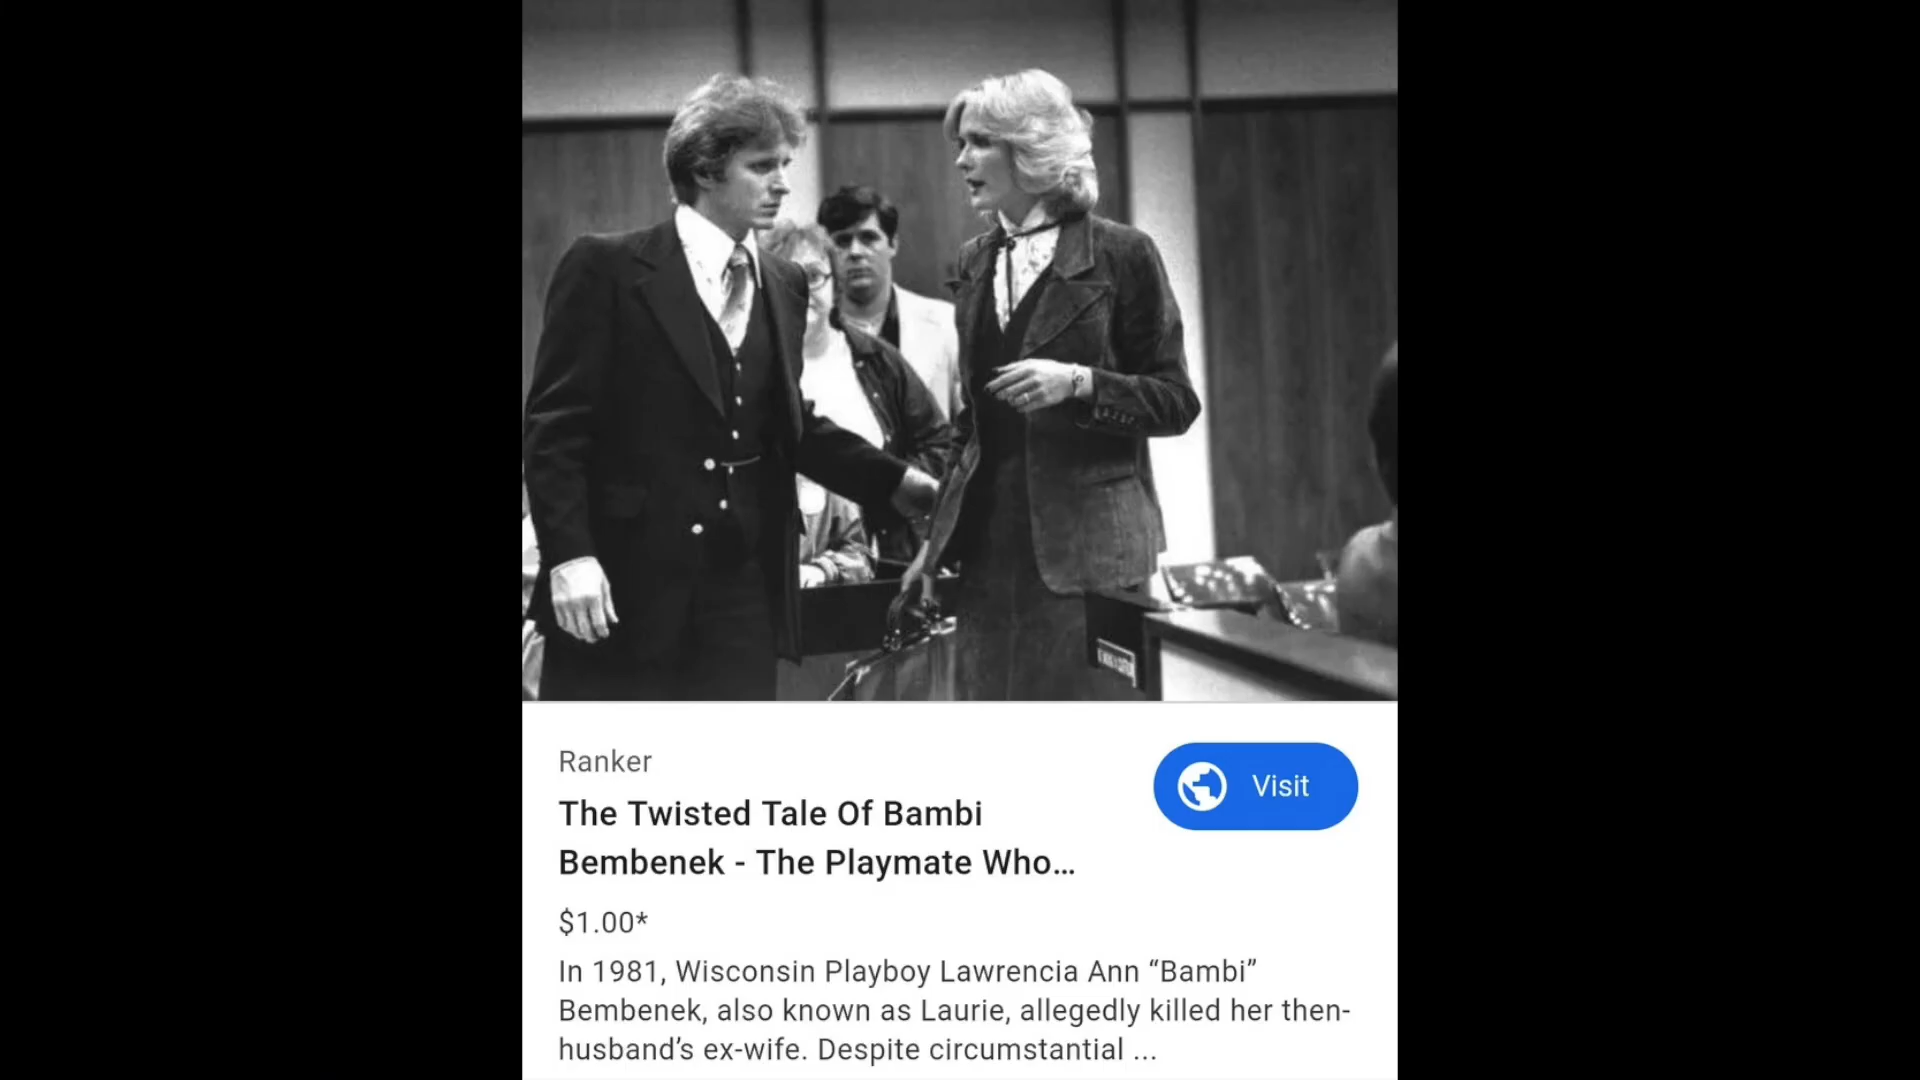 Ranker
Visit
The Twisted Tale Of Bambi
Bembenek - The Playmate Who...
$1.00*
In 1981, Wisconsin Playboy Lawrencia Ann “Bambi”
Bembenek, also known as Laurie, allegedly killed her then-
husband’s ex-wife. Despite circumstantial ...